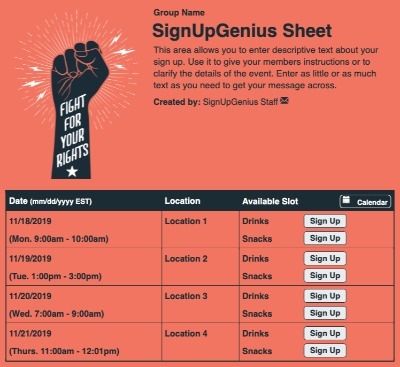 FIGHT
FOR
YOUR
RIGHTS
Group Name
SignUpGenius Sheet
This area allows you to enter descriptive text about your
sign up. Use it to give your members instructions or to
clarify the details of the event. Enter as little or as much
text as you need to get your message across.
Created by: SignUpGenius Staff
Date (mm/dd/yyyy EST) Location Available Slot Calendar
11/18/2019 Location 1 Drinks Sign Up
(Mon. 9:00am - 10:00am) Snacks Sign Up
11/19/2019 Location 2 Drinks Sign Up
(Tue. 1:00pm - 3:00pm) Snacks Sign Up
11/20/2019 Location 3 Drinks Sign Up
(Wed. 7:00am - 9:00am) Snacks Sign Up
11/21/2019 Location 4 Drinks Sign Up
(Thurs. 11:00am - 12:01pm) Snacks Sign Up